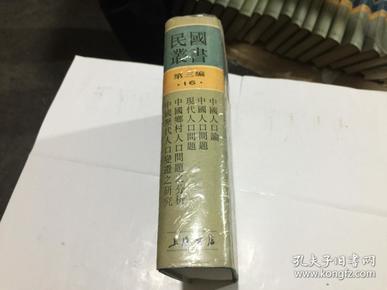 民國
叢書
第三編
·16·
中國人口論
中國人口問題
現代人口問題
中國鄉村人口問題之分析
中國歷代人口變遷之研究
上海書店
孔夫子旧书网